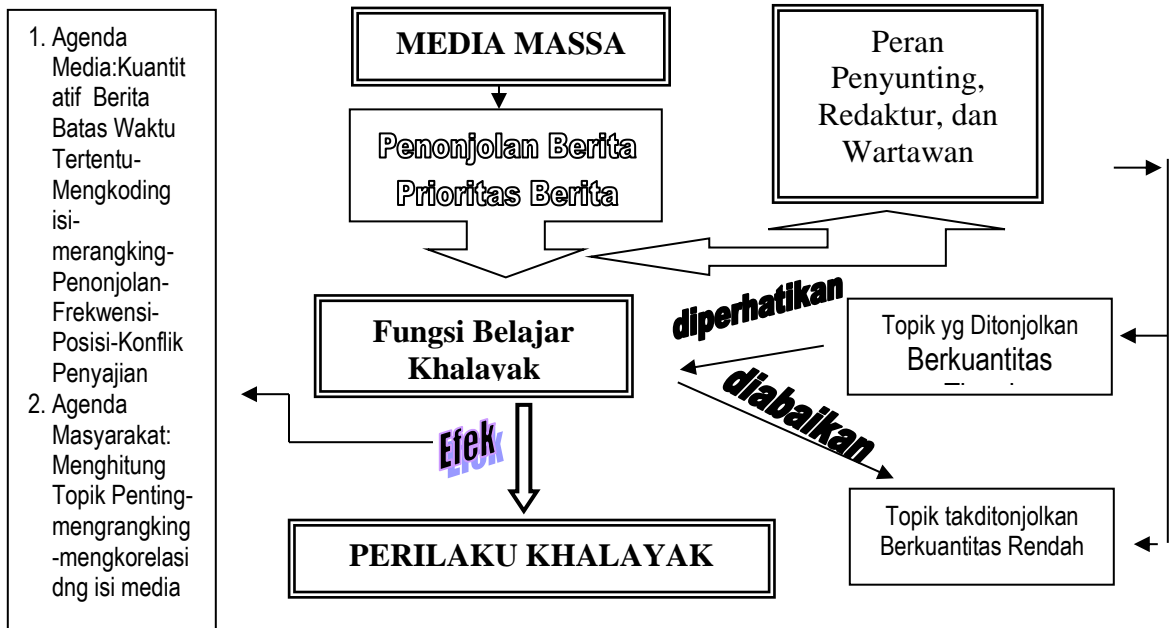 1. Agenda
Media:Kuantit
atif Berita
Batas Waktu
Tertentu-
Mengkoding
isi-
merangking-
Penonjolan-
Frekwensi-
Posisi-Konflik
Penyajian
2. Agenda
Masyarakat:
Menghitung
Topik Penting-
mengrangking
-mengkorelasi
dng isi media
MEDIA MASSA
Penonjolan Berita
Prioritas Berita
Peran
Penyunting,
Redaktur, dan
Wartawan
Fungsi Belajar
Khalayak
diperhatikan
Topik yg Ditonjolkan
Berkuantitas
diabaikan
Efek
Topik takditonjolkan
Berkuantitas Rendah
PERILAKU KHALAYAK